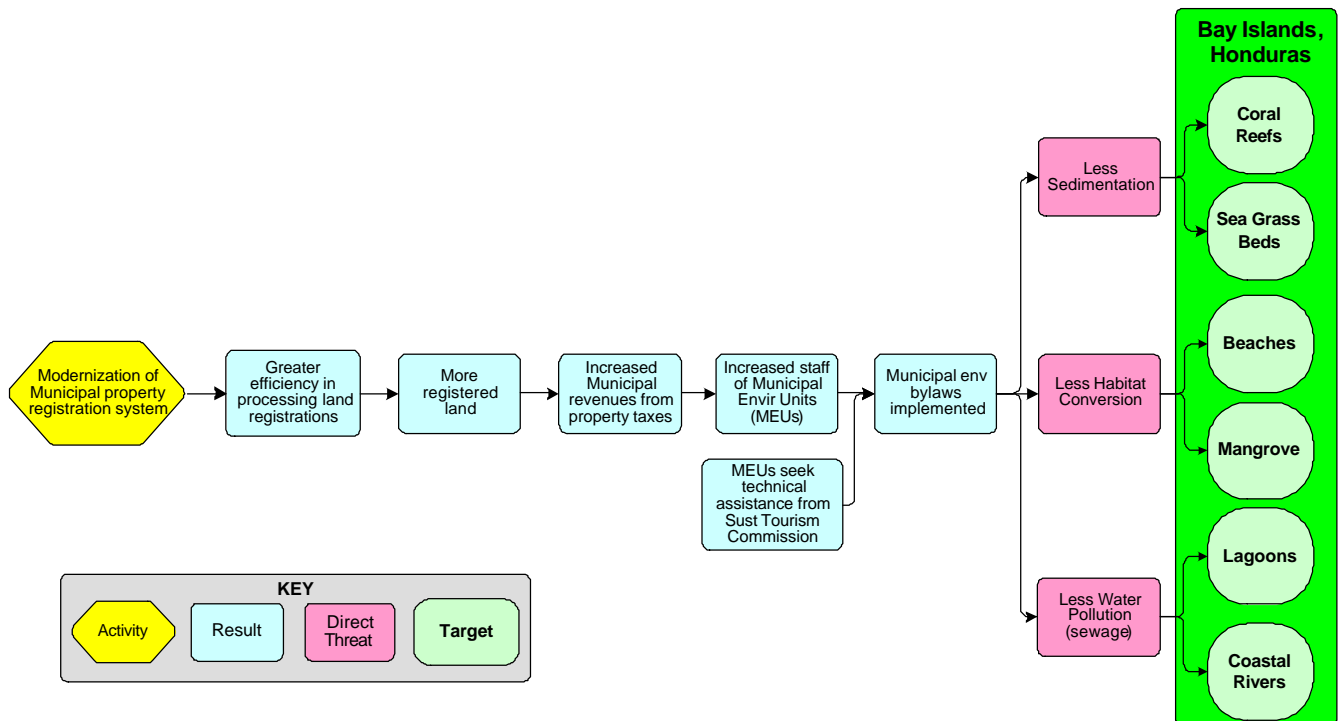 Bay Islands,
Honduras
Coral
Reefs
Less
Sedimentation
Sea Grass
Beds
Modernization of
Municipal property
registration system
Greater
efficiency in
processing land
registrations
More
registered
land
Increased
Municipal
revenues from
property taxes
Increased staff
of Municipal
Envir Units
(MEUs)
MEUs seek
technical
assistance from
Sust Tourism
Commission
Municipal env
bylaws
implemented
Less Habitat
Conversion
Beaches
Mangrove
Less Water
Pollution
(sewage)
Lagoons
Coastal
Rivers
KEY
Activity
Result
Direct
Threat
Target